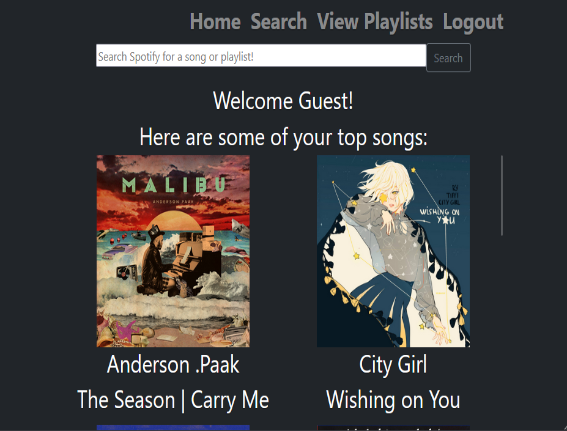 Home Search View Playlists Logout
Search Spotify for a song or playlist! Search
Welcome Guest!
Here are some of your top songs:
MALIBU
ANDERSON .PAAK
WISHING ON
YOU
Anderson .Paak
City Girl
The Season | Carry Me
Wishing on You